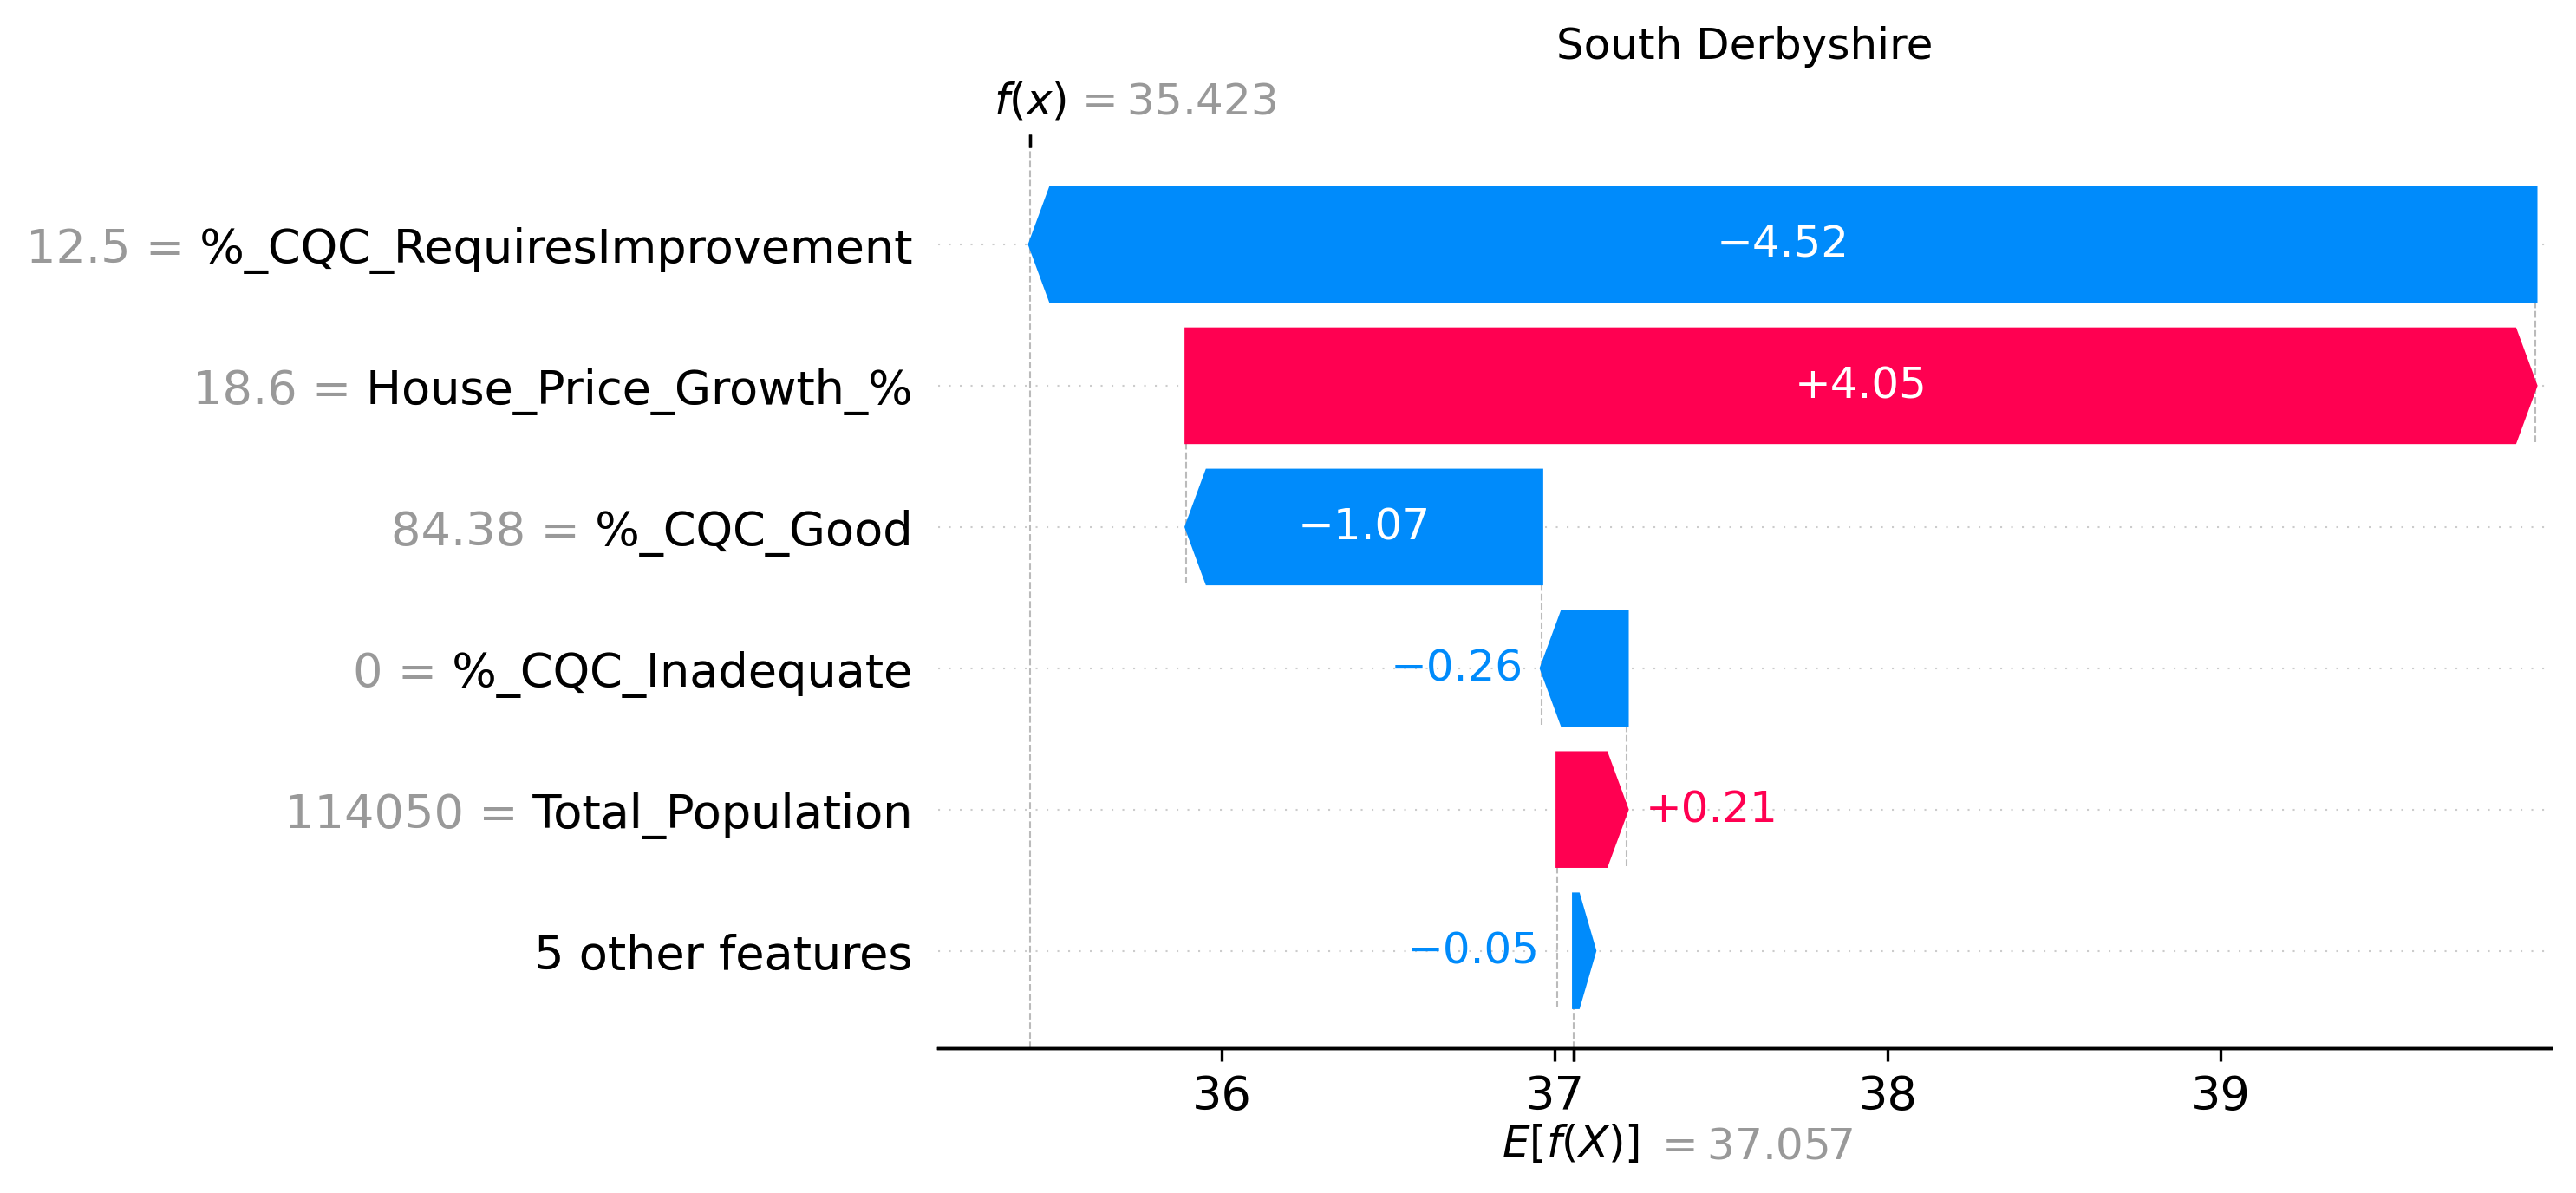 South Derbyshire
f(x) = 35.423
12.5 = %_CQC_RequiresImprovement
−4.52
18.6 = House_Price_Growth_%
+4.05
84.38 = %_CQC_Good
−1.07
0 = %_CQC_Inadequate
−0.26
114050 = Total_Population
+0.21
5 other features
−0.05
36 37 38 39
E[f(X)] = 37.057